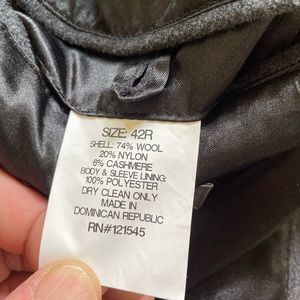 SIZE: 42R
SHELL: 74% WOOL
20% NYLON
6% CASHMERE
BODY & SLEEVE LINING:
100% POLYESTER
DRY CLEAN ONLY
MADE IN
DOMINICAN REPUBLIC
RN#121545